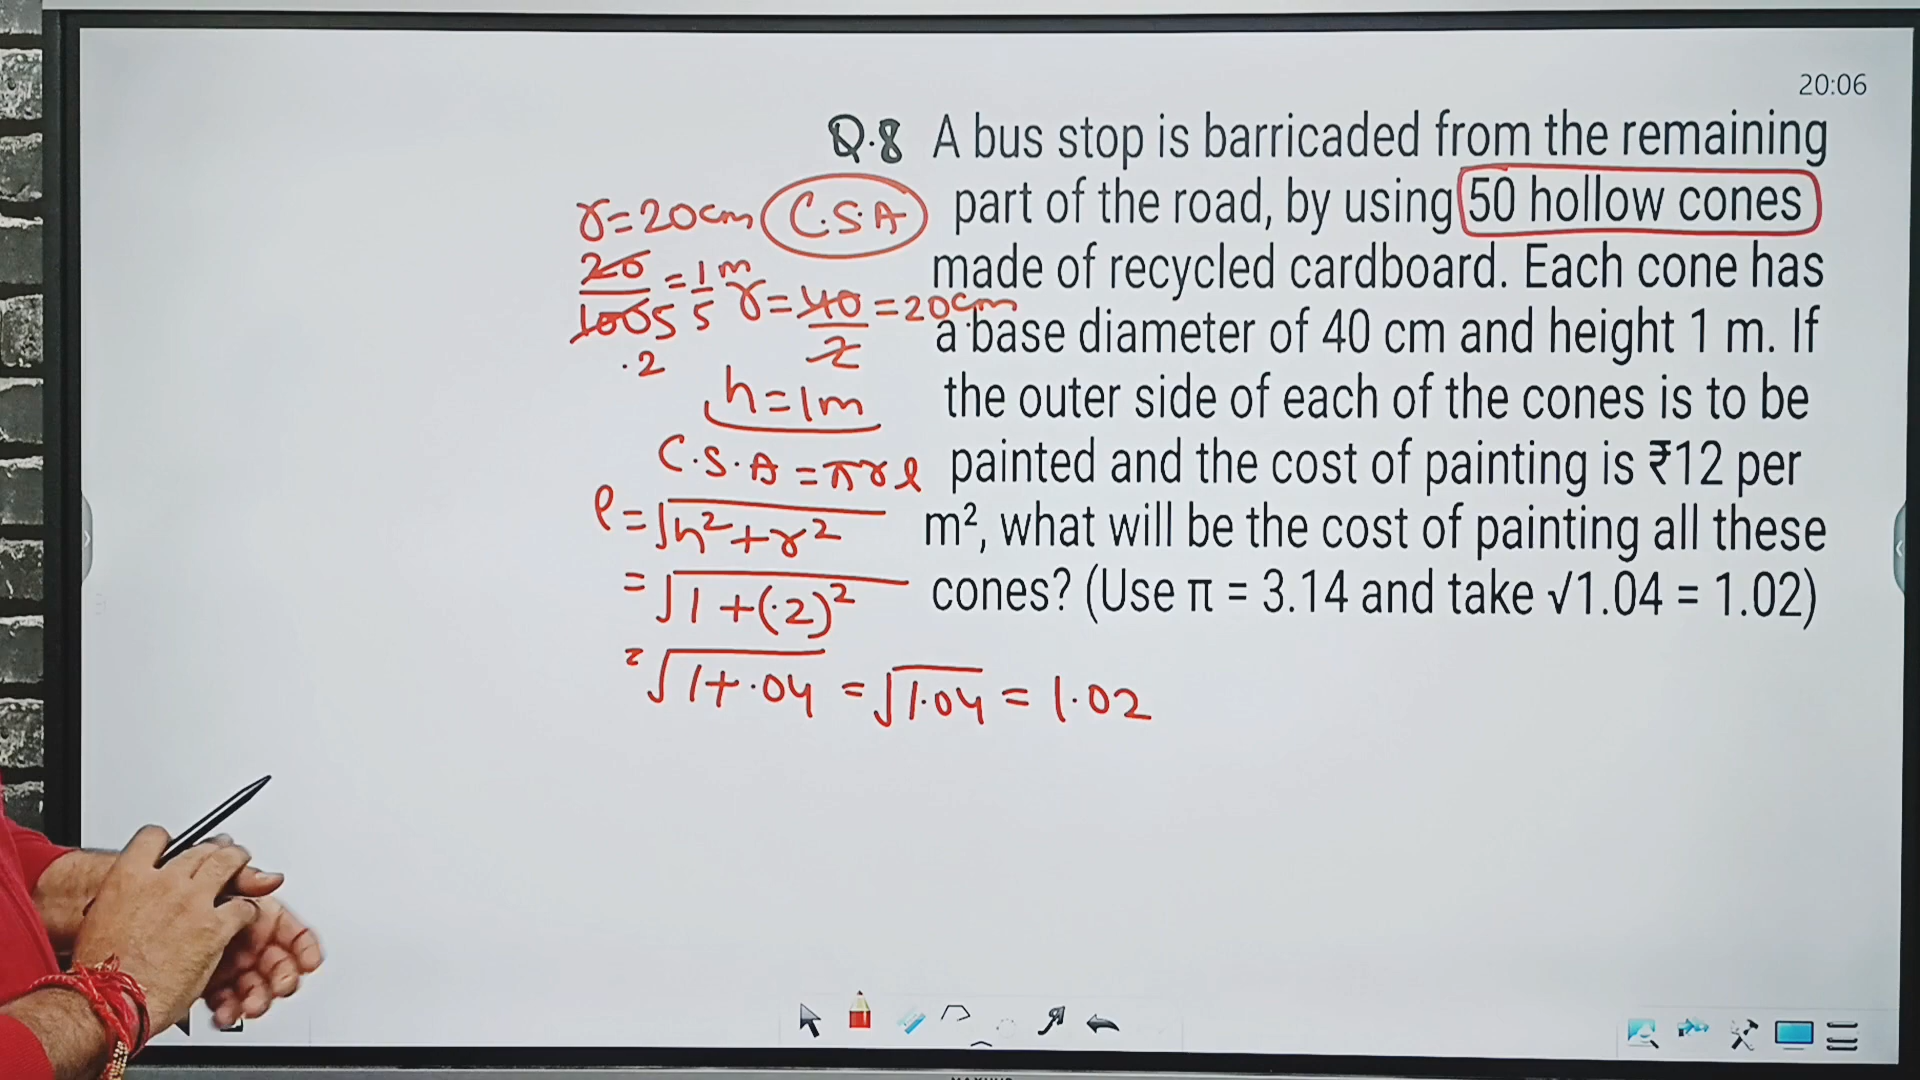 20:06
Q.8 A bus stop is barricaded from the remaining
part of the road, by using 50 hollow cones
made of recycled cardboard. Each cone has
a base diameter of 40 cm and height 1 m. If
the outer side of each of the cones is to be
painted and the cost of painting is ₹12 per
m², what will be the cost of painting all these
cones? (Use π = 3.14 and take √1.04 = 1.02)
r=20cm C.S.A
20/100 5 = 1/5 m
.2
r = 40/2 = 20cm
h=1m
C.S.A = πrl
l = √h²+r²
= √1+(.2)²
= √1+.04 = √1.04 = 1.02